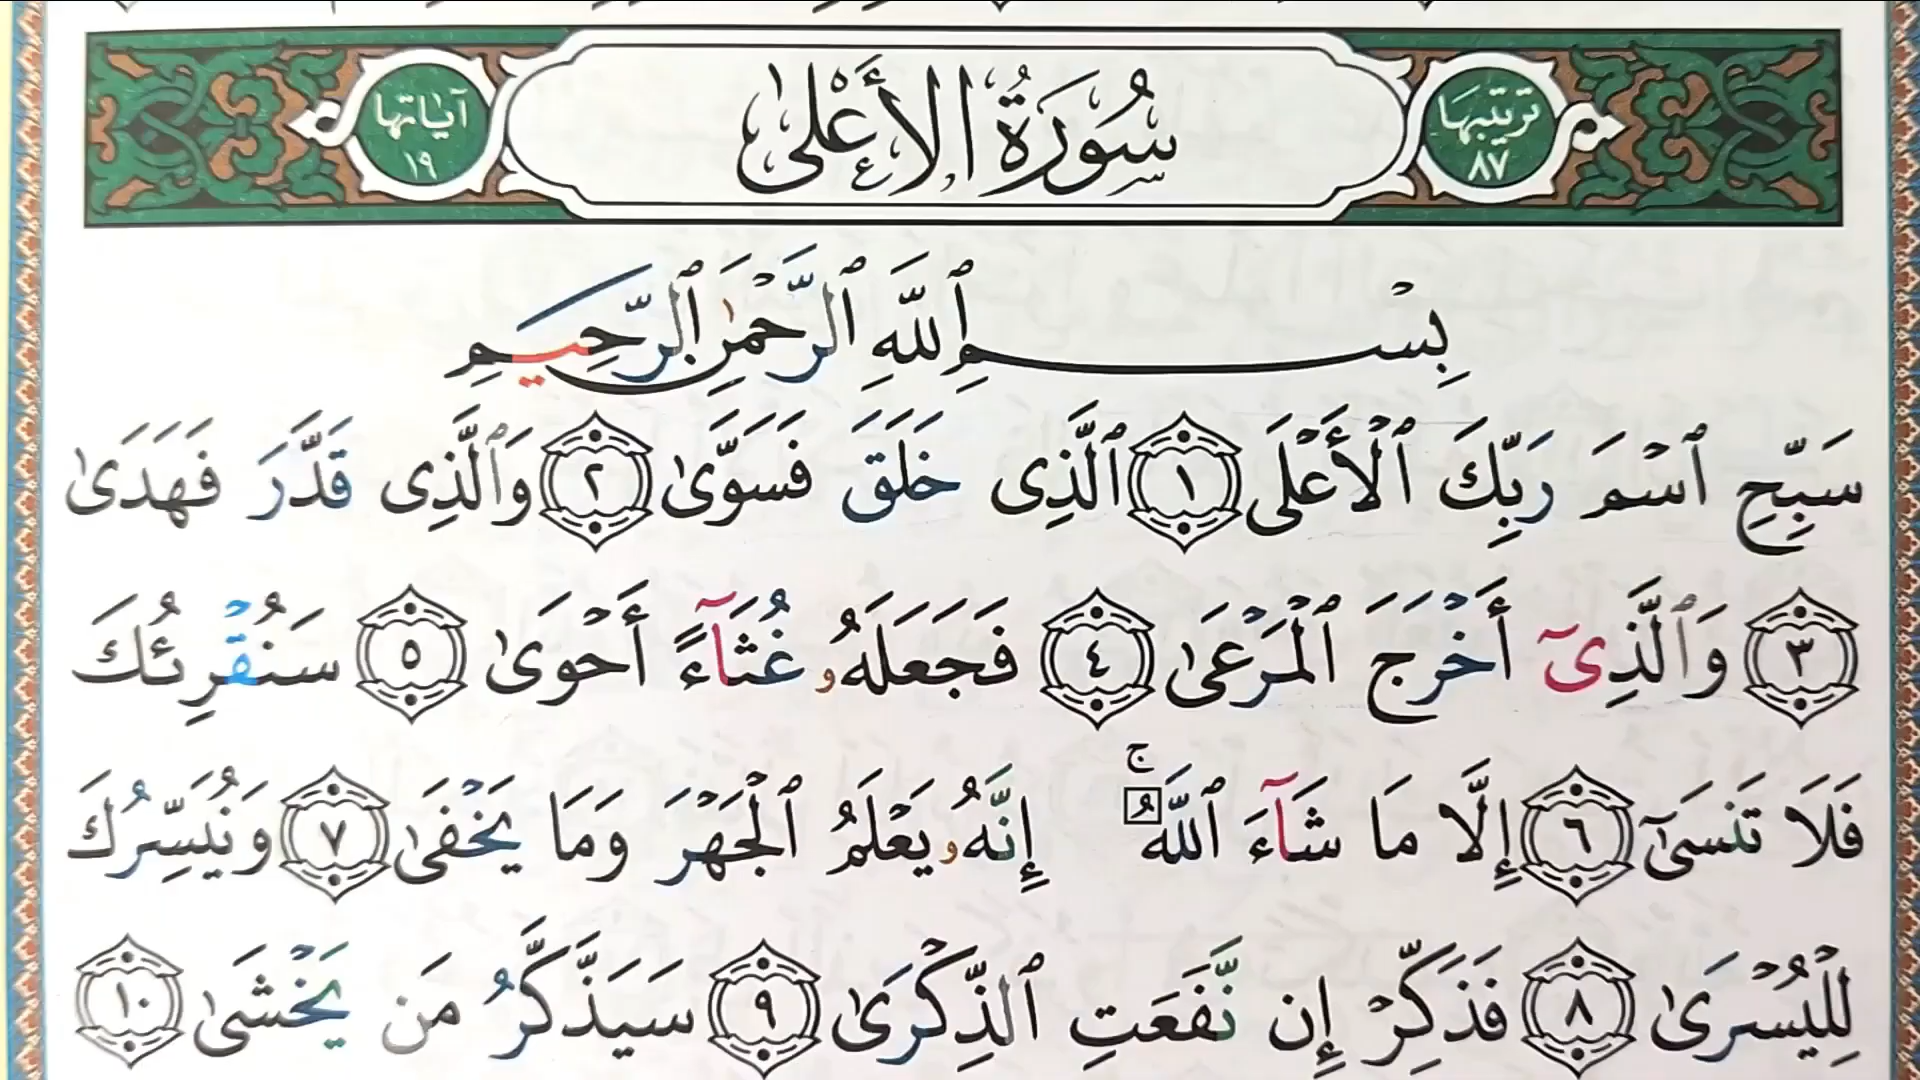 ترتيبها ٨٧
سُورَةُ الأَعْلى
آياتها ١٩
بِسْمِ ٱللَّهِ ٱلرَّحْمَٰنِ ٱلرَّحِيمِ
سَبِّحِ ٱسْمَ رَبِّكَ ٱلْأَعْلَى ١ ٱلَّذِى خَلَقَ فَسَوَّىٰ ٢ وَٱلَّذِى قَدَّرَ فَهَدَىٰ
٣ وَٱلَّذِىٓ أَخْرَجَ ٱلْمَرْعَىٰ ٤ فَجَعَلَهُۥ غُثَآءً أَحْوَىٰ ٥ سَنُقْرِئُكَ
فَلَا تَنسَىٰٓ ٦ إِلَّا مَا شَآءَ ٱللَّهُ ۚ إِنَّهُۥ يَعْلَمُ ٱلْجَهْرَ وَمَا يَخْفَىٰ ٧ وَنُيَسِّرُكَ
لِلْيُسْرَىٰ ٨ فَذَكِّرْ إِن نَّفَعَتِ ٱلذِّكْرَىٰ ٩ سَيَذَّكَّرُ مَن يَخْشَىٰ ١٠